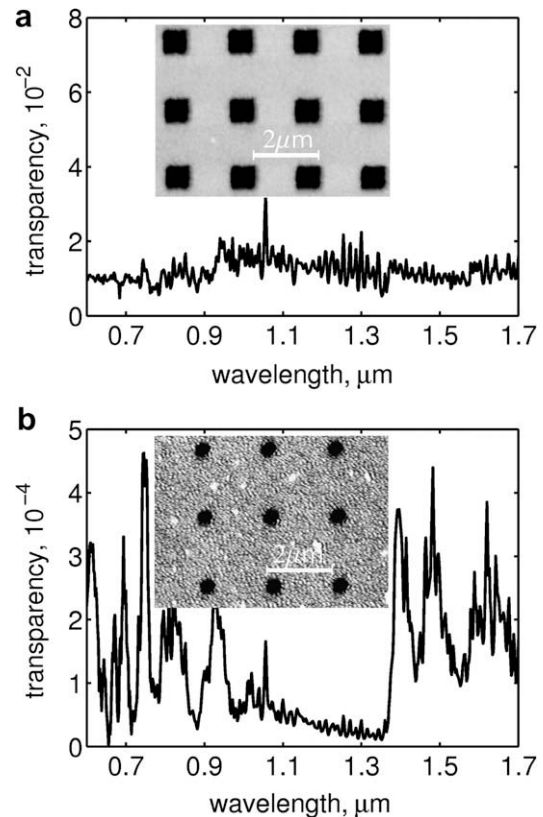 a
8
6
4
2
0
transparency, 10⁻²
2μm
0.7 0.9 1.1 1.3 1.5 1.7
wavelength, μm
b
5
4
3
2
1
0
transparency, 10⁻⁴
2μm
0.7 0.9 1.1 1.3 1.5 1.7
wavelength, μm